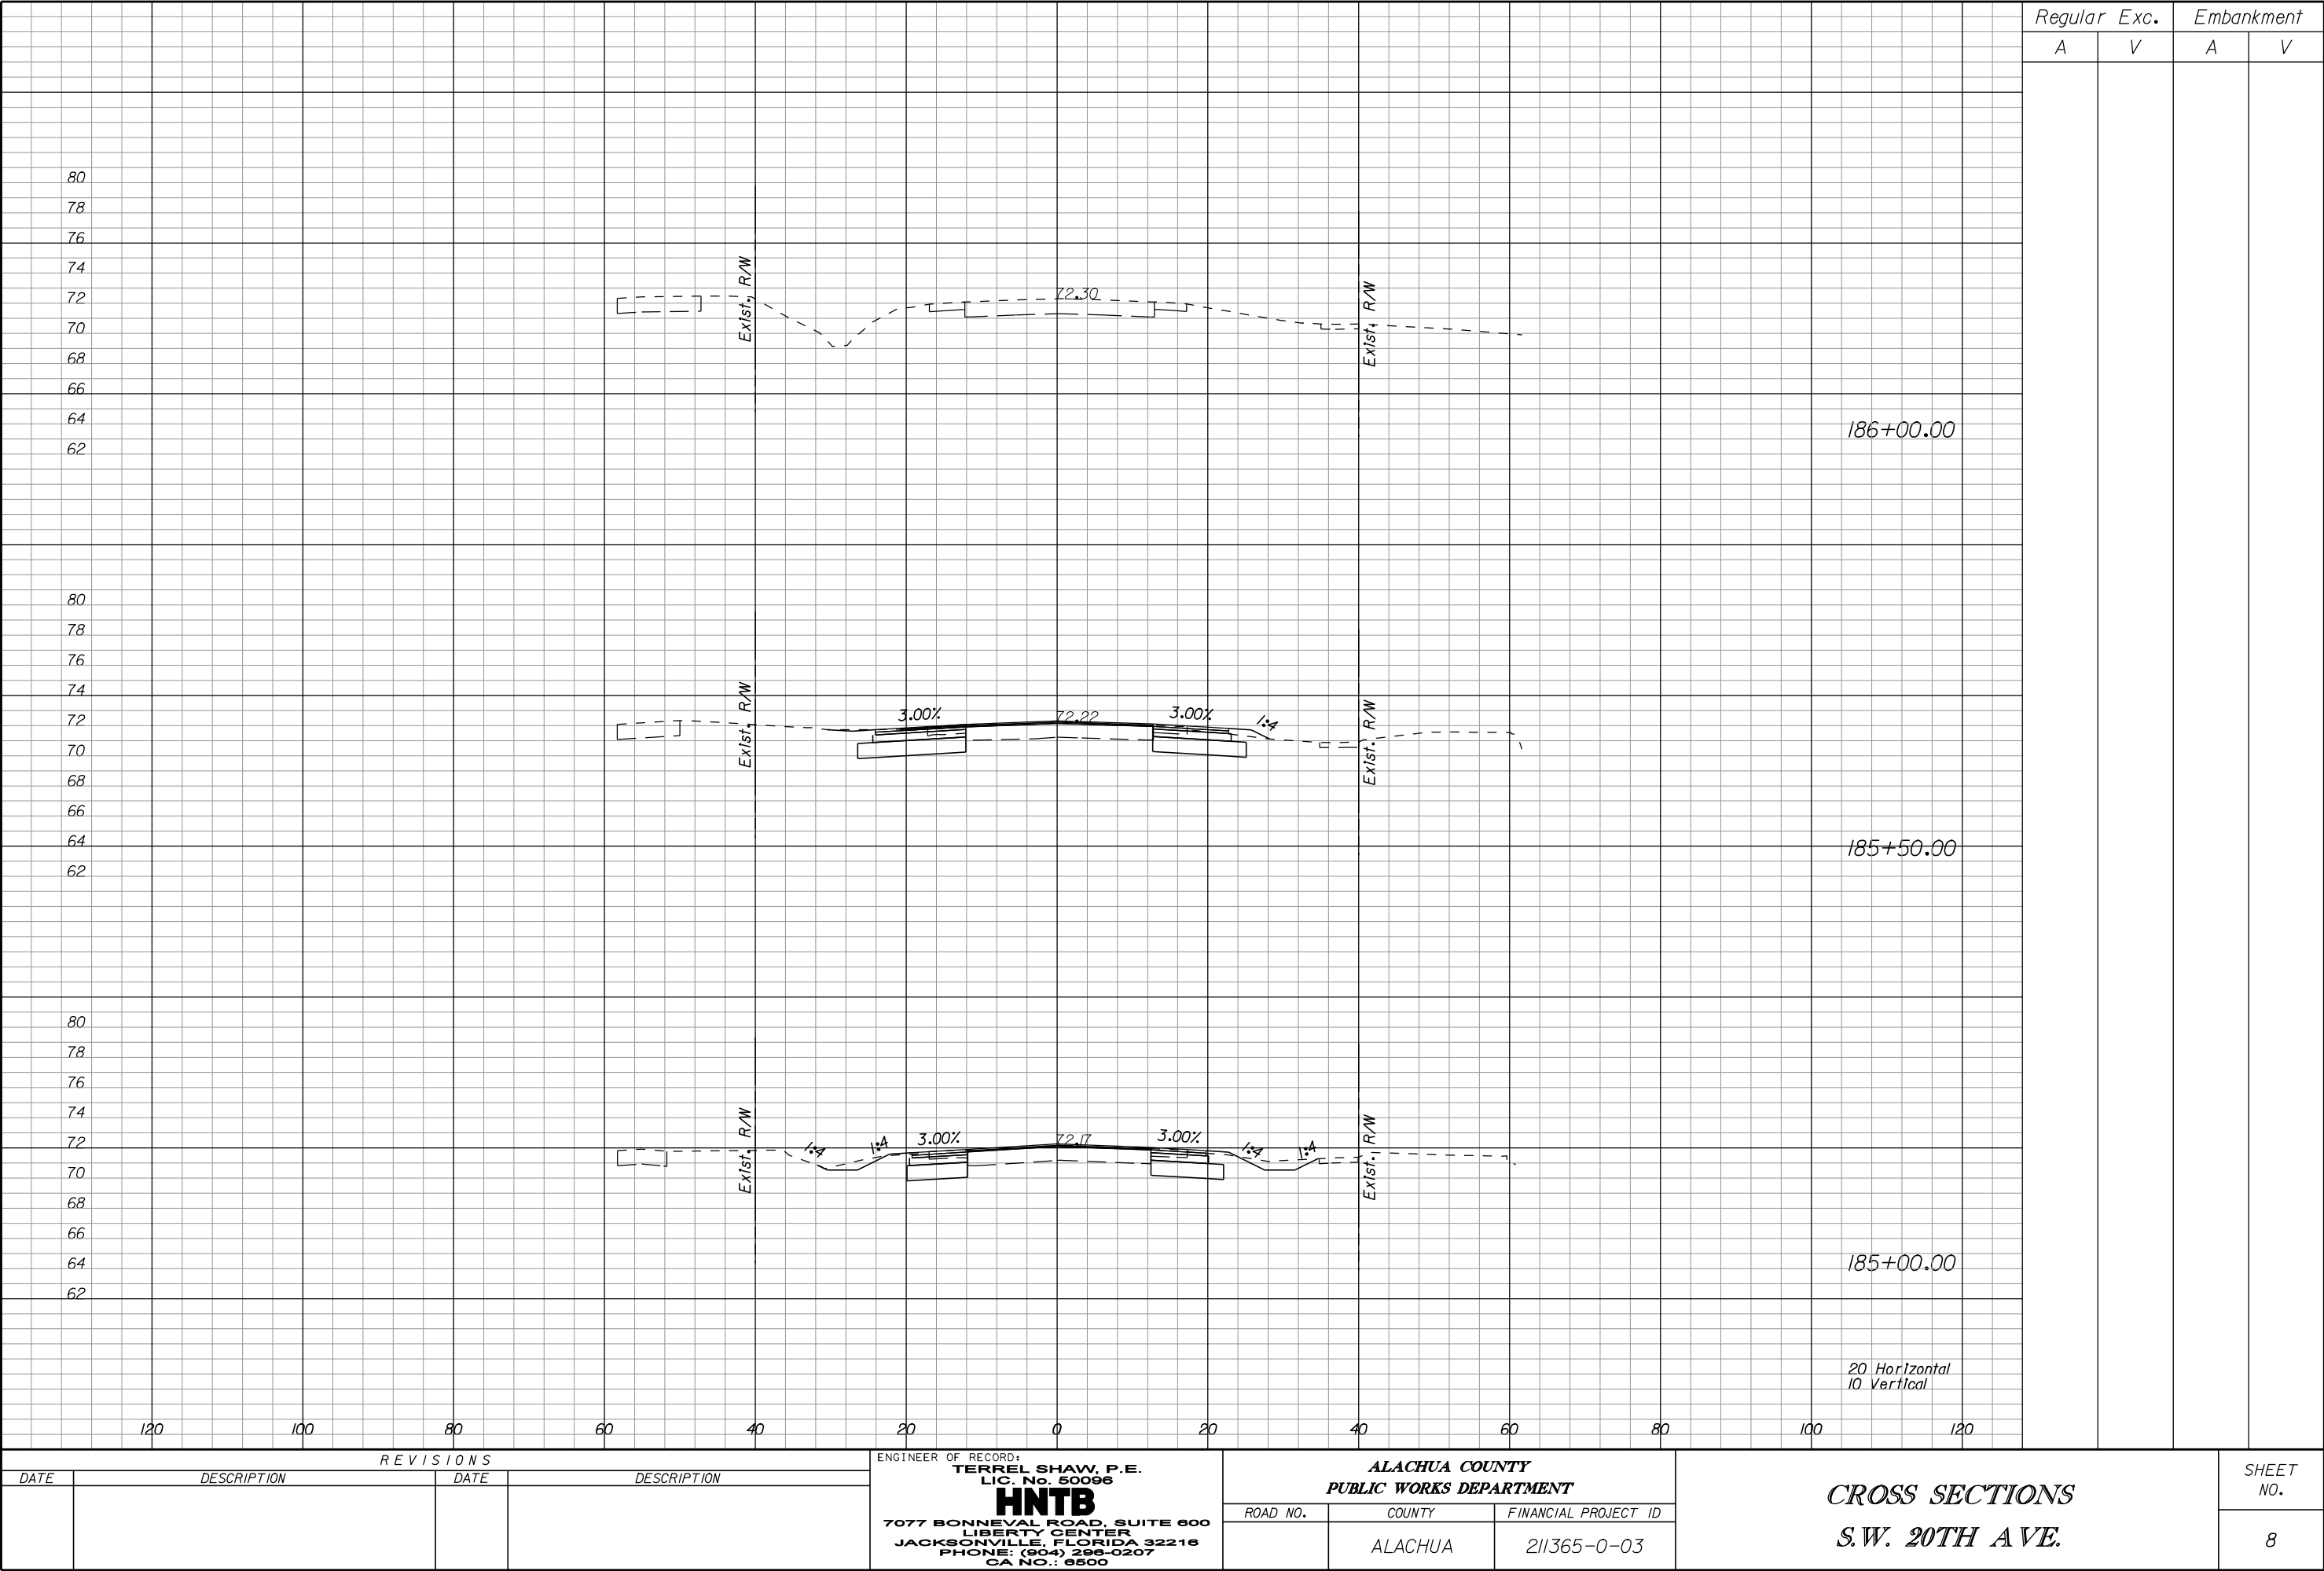 Regular Exc. Embankment
A V A V
80
78
76
74
72
70
68
66
64
62
Exist. R/W
72.30
Exist. R/W
186+00.00
80
78
76
74
72
70
68
66
64
62
Exist. R/W
3.00%
72.22
3.00%
1:4
Exist. R/W
185+50.00
80
78
76
74
72
70
68
66
64
62
Exist. R/W
1:4
1:4
3.00%
72.17
3.00%
1:4
1:4
Exist. R/W
185+00.00
20 Horizontal
10 Vertical
120 100 80 60 40 20 0 20 40 60 80 100 120
REVISIONS
DATE DESCRIPTION DATE DESCRIPTION
ENGINEER OF RECORD:
TERREL SHAW, P.E.
LIC. No. 50096
HNTB
7077 BONNEVAL ROAD, SUITE 600
LIBERTY CENTER
JACKSONVILLE, FLORIDA 32216
PHONE: (904) 296-0207
CA NO.: 6500
ALACHUA COUNTY
PUBLIC WORKS DEPARTMENT
ROAD NO. COUNTY FINANCIAL PROJECT ID
ALACHUA 211365-0-03
CROSS SECTIONS
S.W. 20TH AVE.
SHEET
NO.
8